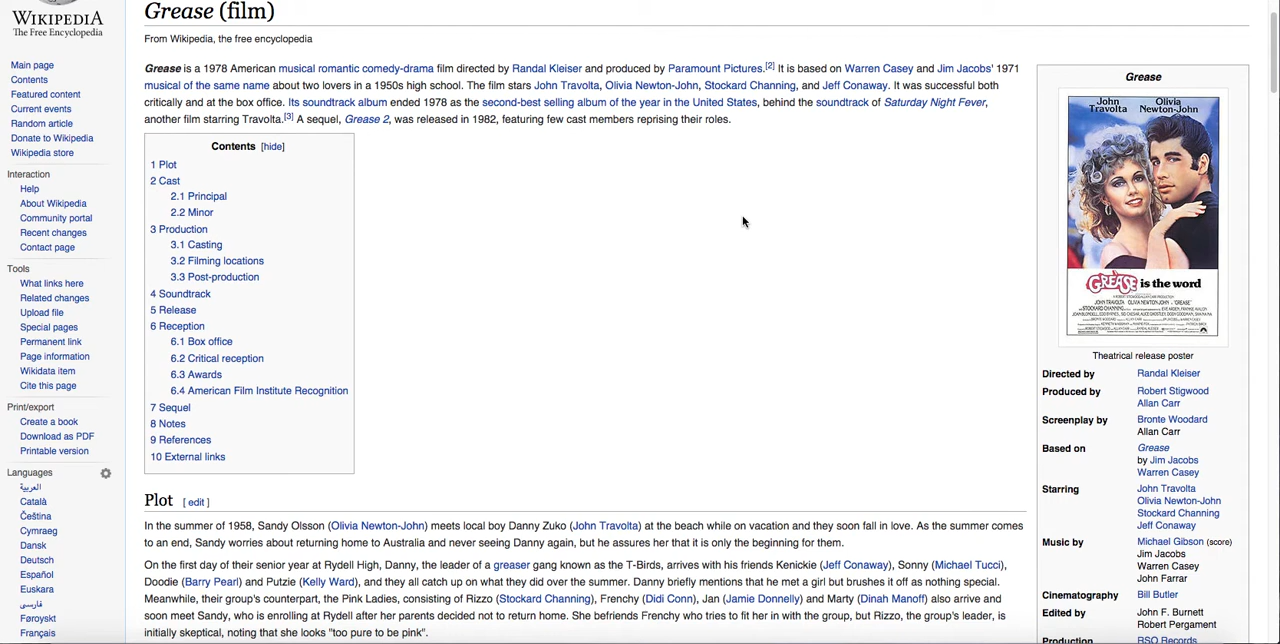 WIKIPEDIA
The Free Encyclopedia
Main page
Contents
Featured content
Current events
Random article
Donate to Wikipedia
Wikipedia store
Interaction
Help
About Wikipedia
Community portal
Recent changes
Contact page
Tools
What links here
Related changes
Upload file
Special pages
Permanent link
Page information
Wikidata item
Cite this page
Print/export
Create a book
Download as PDF
Printable version
Languages
العربية
Català
Čeština
Cymraeg
Dansk
Deutsch
Español
Euskara
فارسی
Føroyskt
Français
Grease (film)
From Wikipedia, the free encyclopedia
Grease is a 1978 American musical romantic comedy-drama film directed by Randal Kleiser and produced by Paramount Pictures.[2] It is based on Warren Casey and Jim Jacobs' 1971
musical of the same name about two lovers in a 1950s high school. The film stars John Travolta, Olivia Newton-John, Stockard Channing, and Jeff Conaway. It was successful both
critically and at the box office. Its soundtrack album ended 1978 as the second-best selling album of the year in the United States, behind the soundtrack of Saturday Night Fever,
another film starring Travolta.[3] A sequel, Grease 2, was released in 1982, featuring few cast members reprising their roles.
Contents [hide]
1 Plot
2 Cast
2.1 Principal
2.2 Minor
3 Production
3.1 Casting
3.2 Filming locations
3.3 Post-production
4 Soundtrack
5 Release
6 Reception
6.1 Box office
6.2 Critical reception
6.3 Awards
6.4 American Film Institute Recognition
7 Sequel
8 Notes
9 References
10 External links
Plot [ edit ]
In the summer of 1958, Sandy Olsson (Olivia Newton-John) meets local boy Danny Zuko (John Travolta) at the beach while on vacation and they soon fall in love. As the summer comes
to an end, Sandy worries about returning home to Australia and never seeing Danny again, but he assures her that it is only the beginning for them.
On the first day of their senior year at Rydell High, Danny, the leader of a greaser gang known as the T-Birds, arrives with his friends Kenickie (Jeff Conaway), Sonny (Michael Tucci),
Doodie (Barry Pearl) and Putzie (Kelly Ward), and they all catch up on what they did over the summer. Danny briefly mentions that he met a girl but brushes it off as nothing special.
Meanwhile, their group's counterpart, the Pink Ladies, consisting of Rizzo (Stockard Channing), Frenchy (Didi Conn), Jan (Jamie Donnelly) and Marty (Dinah Manoff) also arrive and
soon meet Sandy, who is enrolling at Rydell after her parents decided not to return home. She befriends Frenchy who tries to fit her in with the group, but Rizzo, the group's leader, is
initially skeptical, noting that she looks "too pure to be pink".
Grease
John Travolta
Olivia Newton-John
GREASE is the word
JOHN TRAVOLTA OLIVIA NEWTON-JOHN
Theatrical release poster
Directed by Randal Kleiser
Produced by Robert Stigwood
Allan Carr
Screenplay by Bronte Woodard
Allan Carr
Based on Grease
by Jim Jacobs
Warren Casey
Starring John Travolta
Olivia Newton-John
Stockard Channing
Jeff Conaway
Music by Michael Gibson (score)
Jim Jacobs
Warren Casey
John Farrar
Cinematography Bill Butler
Edited by John F. Burnett
Robert Pergament
Production RSO Records